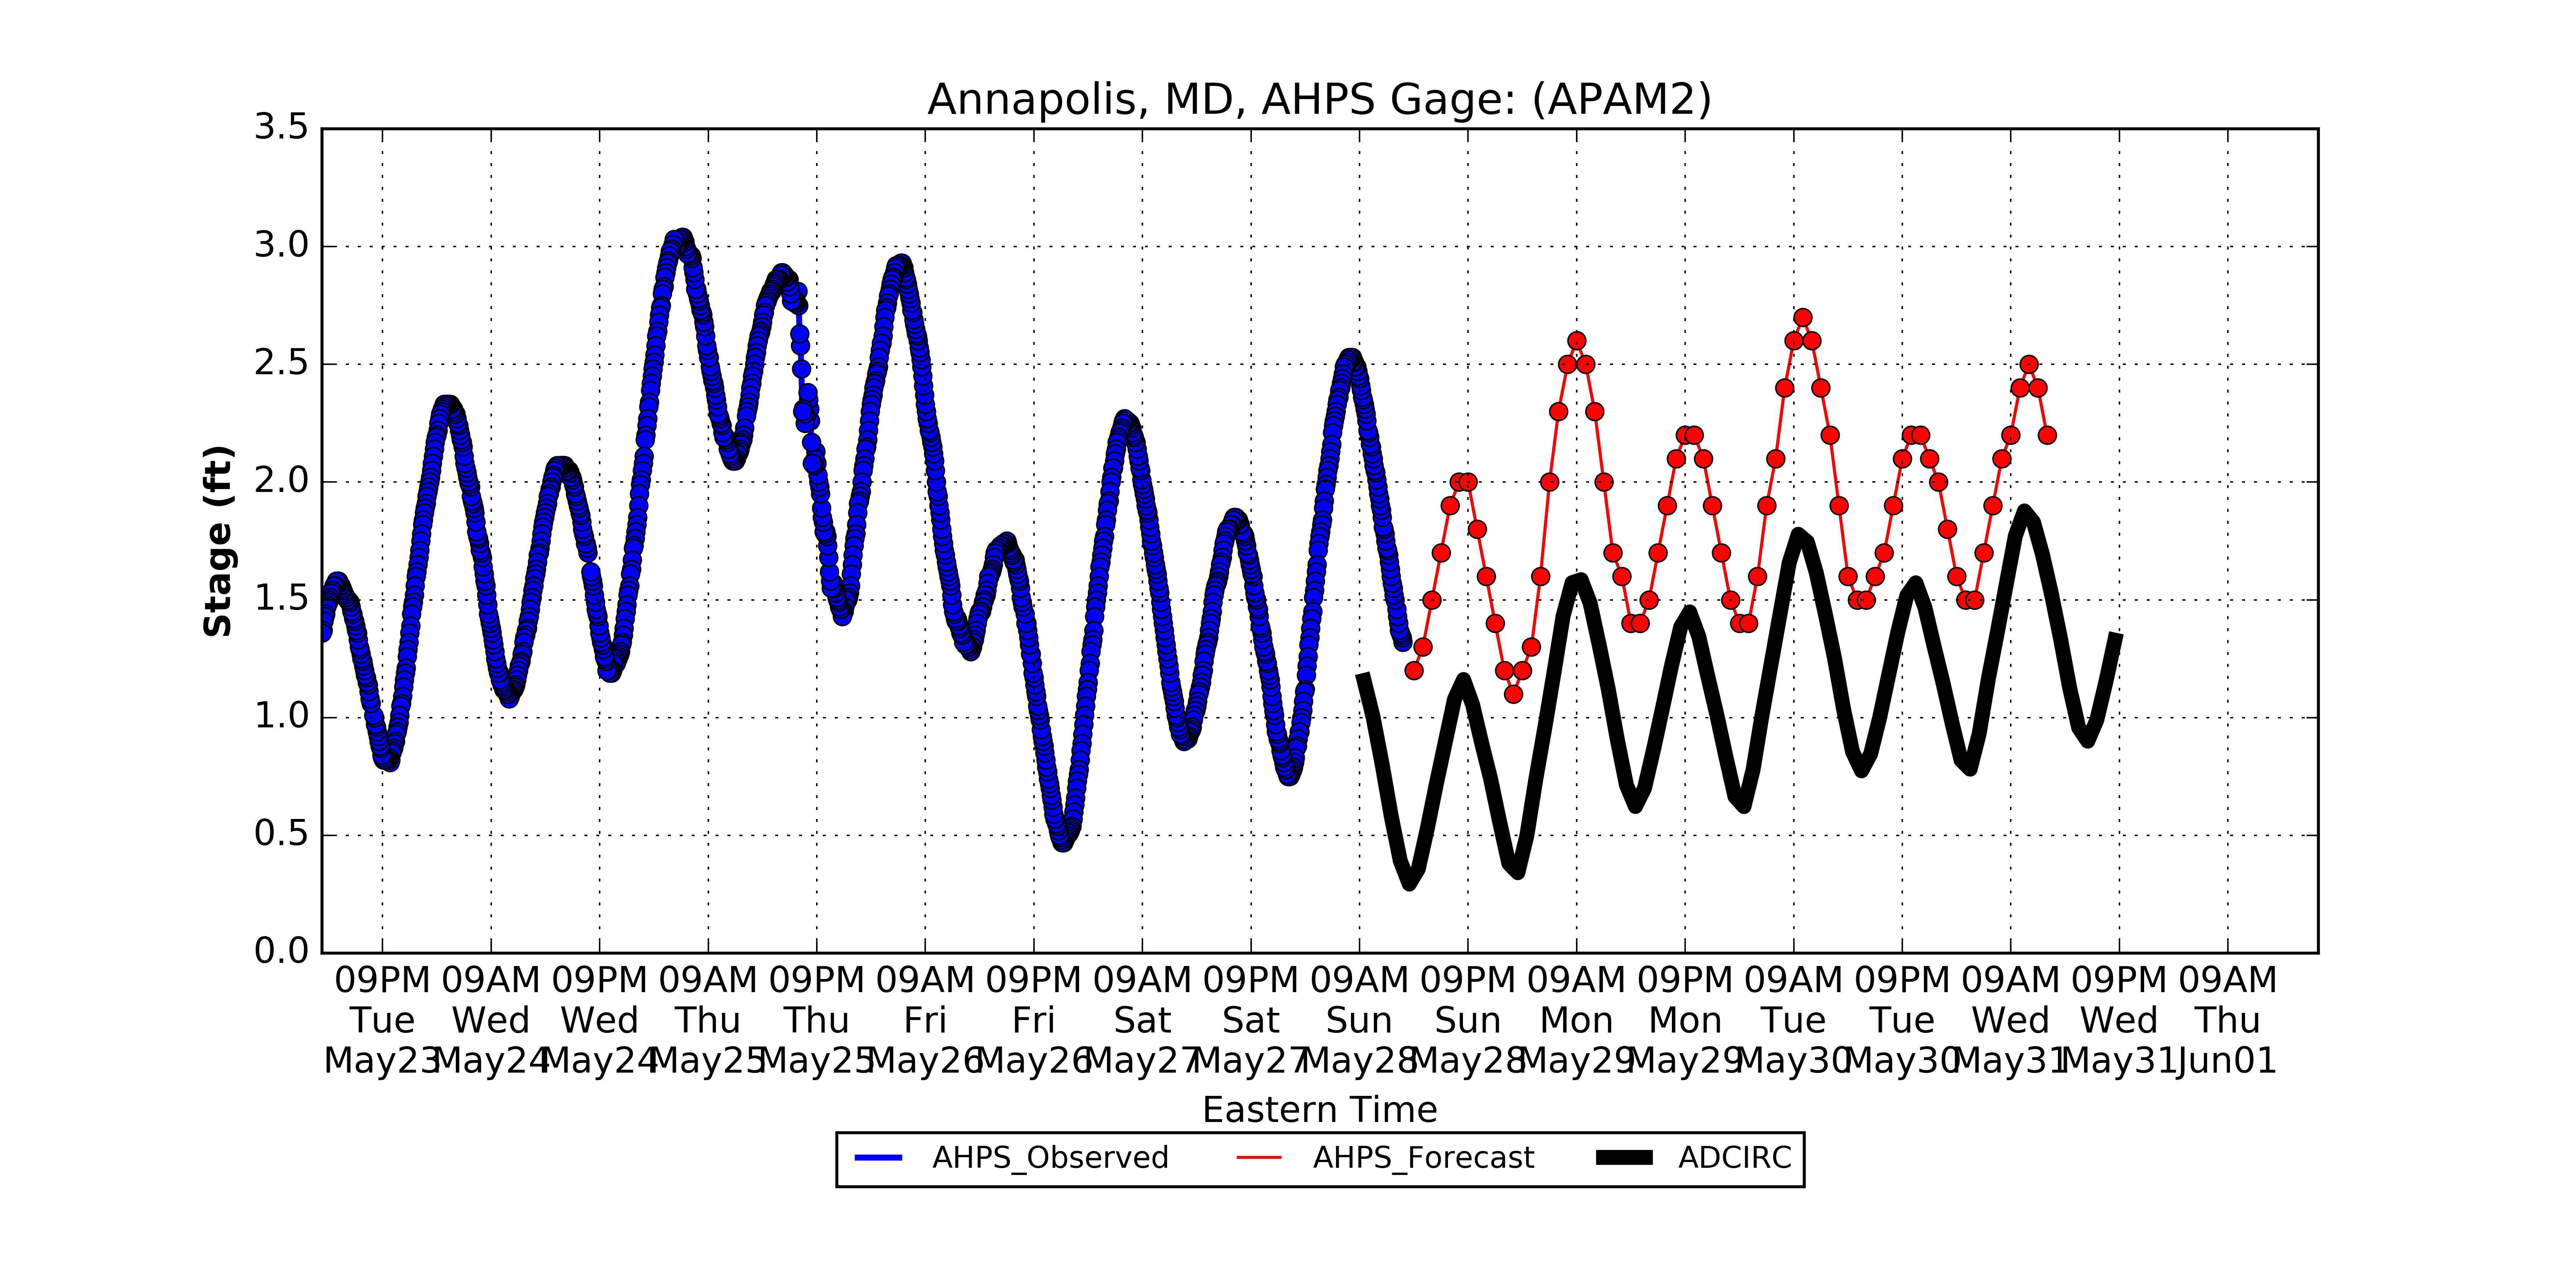 Annapolis, MD, AHPS Gage: (APAM2)
3.5
3.0
2.5
2.0
1.5
1.0
0.5
0.0
Stage (ft)
09PM 09AM 09PM 09AM 09PM 09AM 09PM 09AM 09PM 09AM 09PM 09AM 09PM 09AM 09PM 09AM 09PM 09AM
Tue Wed Wed Thu Thu Fri Fri Sat Sat Sun Sun Mon Mon Tue Tue Wed Wed Thu
May23 May24 May24 May25 May25 May26 May26 May27 May27 May28 May28 May29 May29 May30 May30 May31 May31 Jun01
Eastern Time
AHPS_Observed AHPS_Forecast ADCIRC